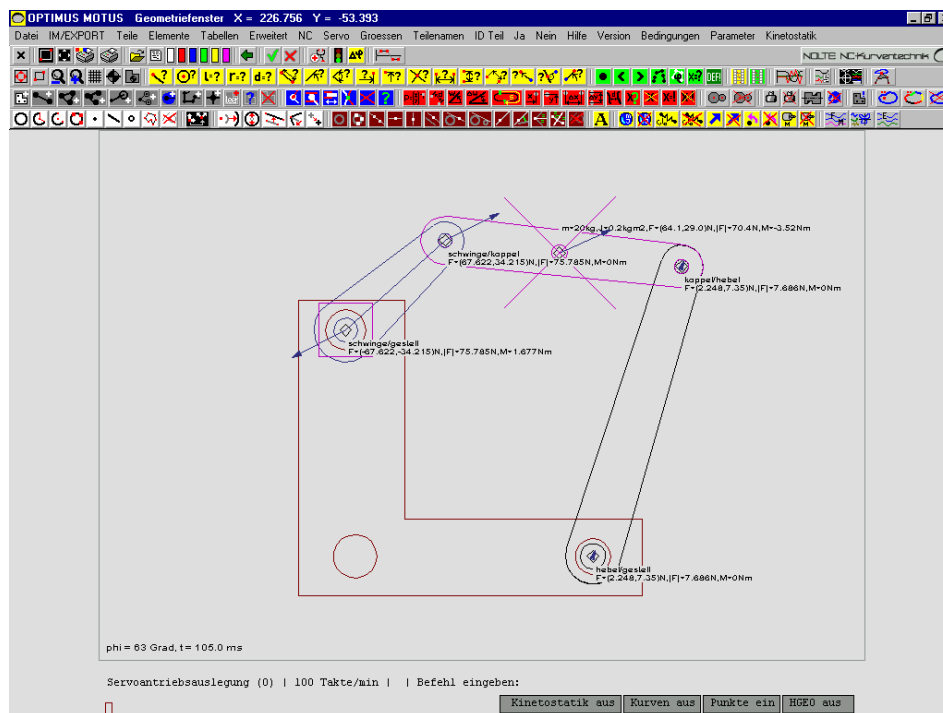 OPTIMUS MOTUS Geometriefenster X = 226.756 Y = -53.393
Datei IM/EXPORT Teile Elemente Tabellen Erweitert NC Servo Groessen Teilenamen ID Teil Ja Nein Hilfe Version Bedingungen Parameter Kinetostatik
NOLTE NC-Kurventechnik
m=20kg, J=0.2kgm2,F=(64.1,29.0)N,|F|=70.4N,M=-3.52Nm
schwinge/koppel
F=(67.622,34.215)N,|F|=75.785N,M=0Nm
koppel/hebel
F=(2.248,7.35)N,|F|=7.686N,M=0Nm
schwinge/gestell
F=(-67.622,-34.215)N,|F|=75.785N,M=1.677Nm
hebel/gestell
F=(2.248,7.35)N,|F|=7.686N,M=0Nm
phi = 63 Grad, t= 105.0 ms
Servoantriebsauslegung (0) | 100 Takte/min | | Befehl eingeben:
Kinetostatik aus Kurven aus Punkte ein HGE0 aus